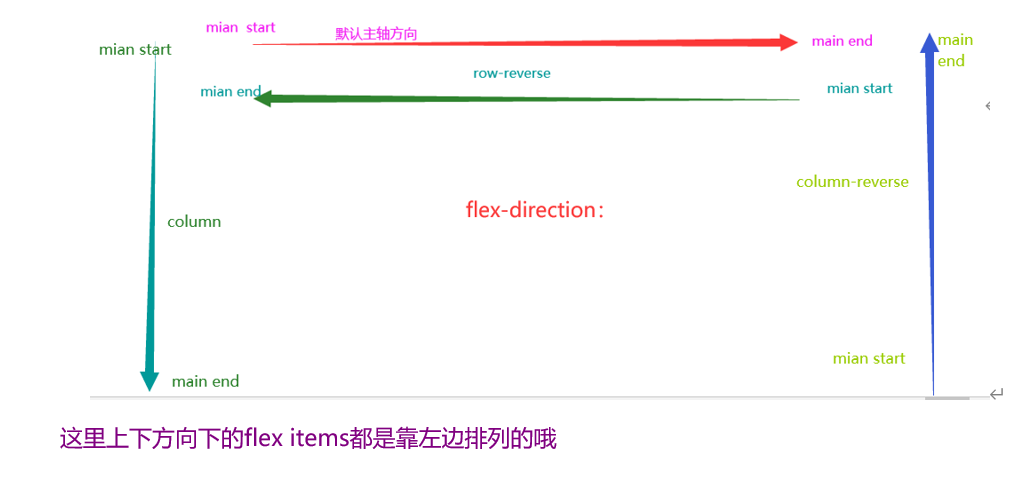 mian start
默认主轴方向
main end
main
end
mian start
row-reverse
mian end
mian start
column-reverse
flex-direction：
column
mian start
main end
这里上下方向下的flex items都是靠左边排列的哦